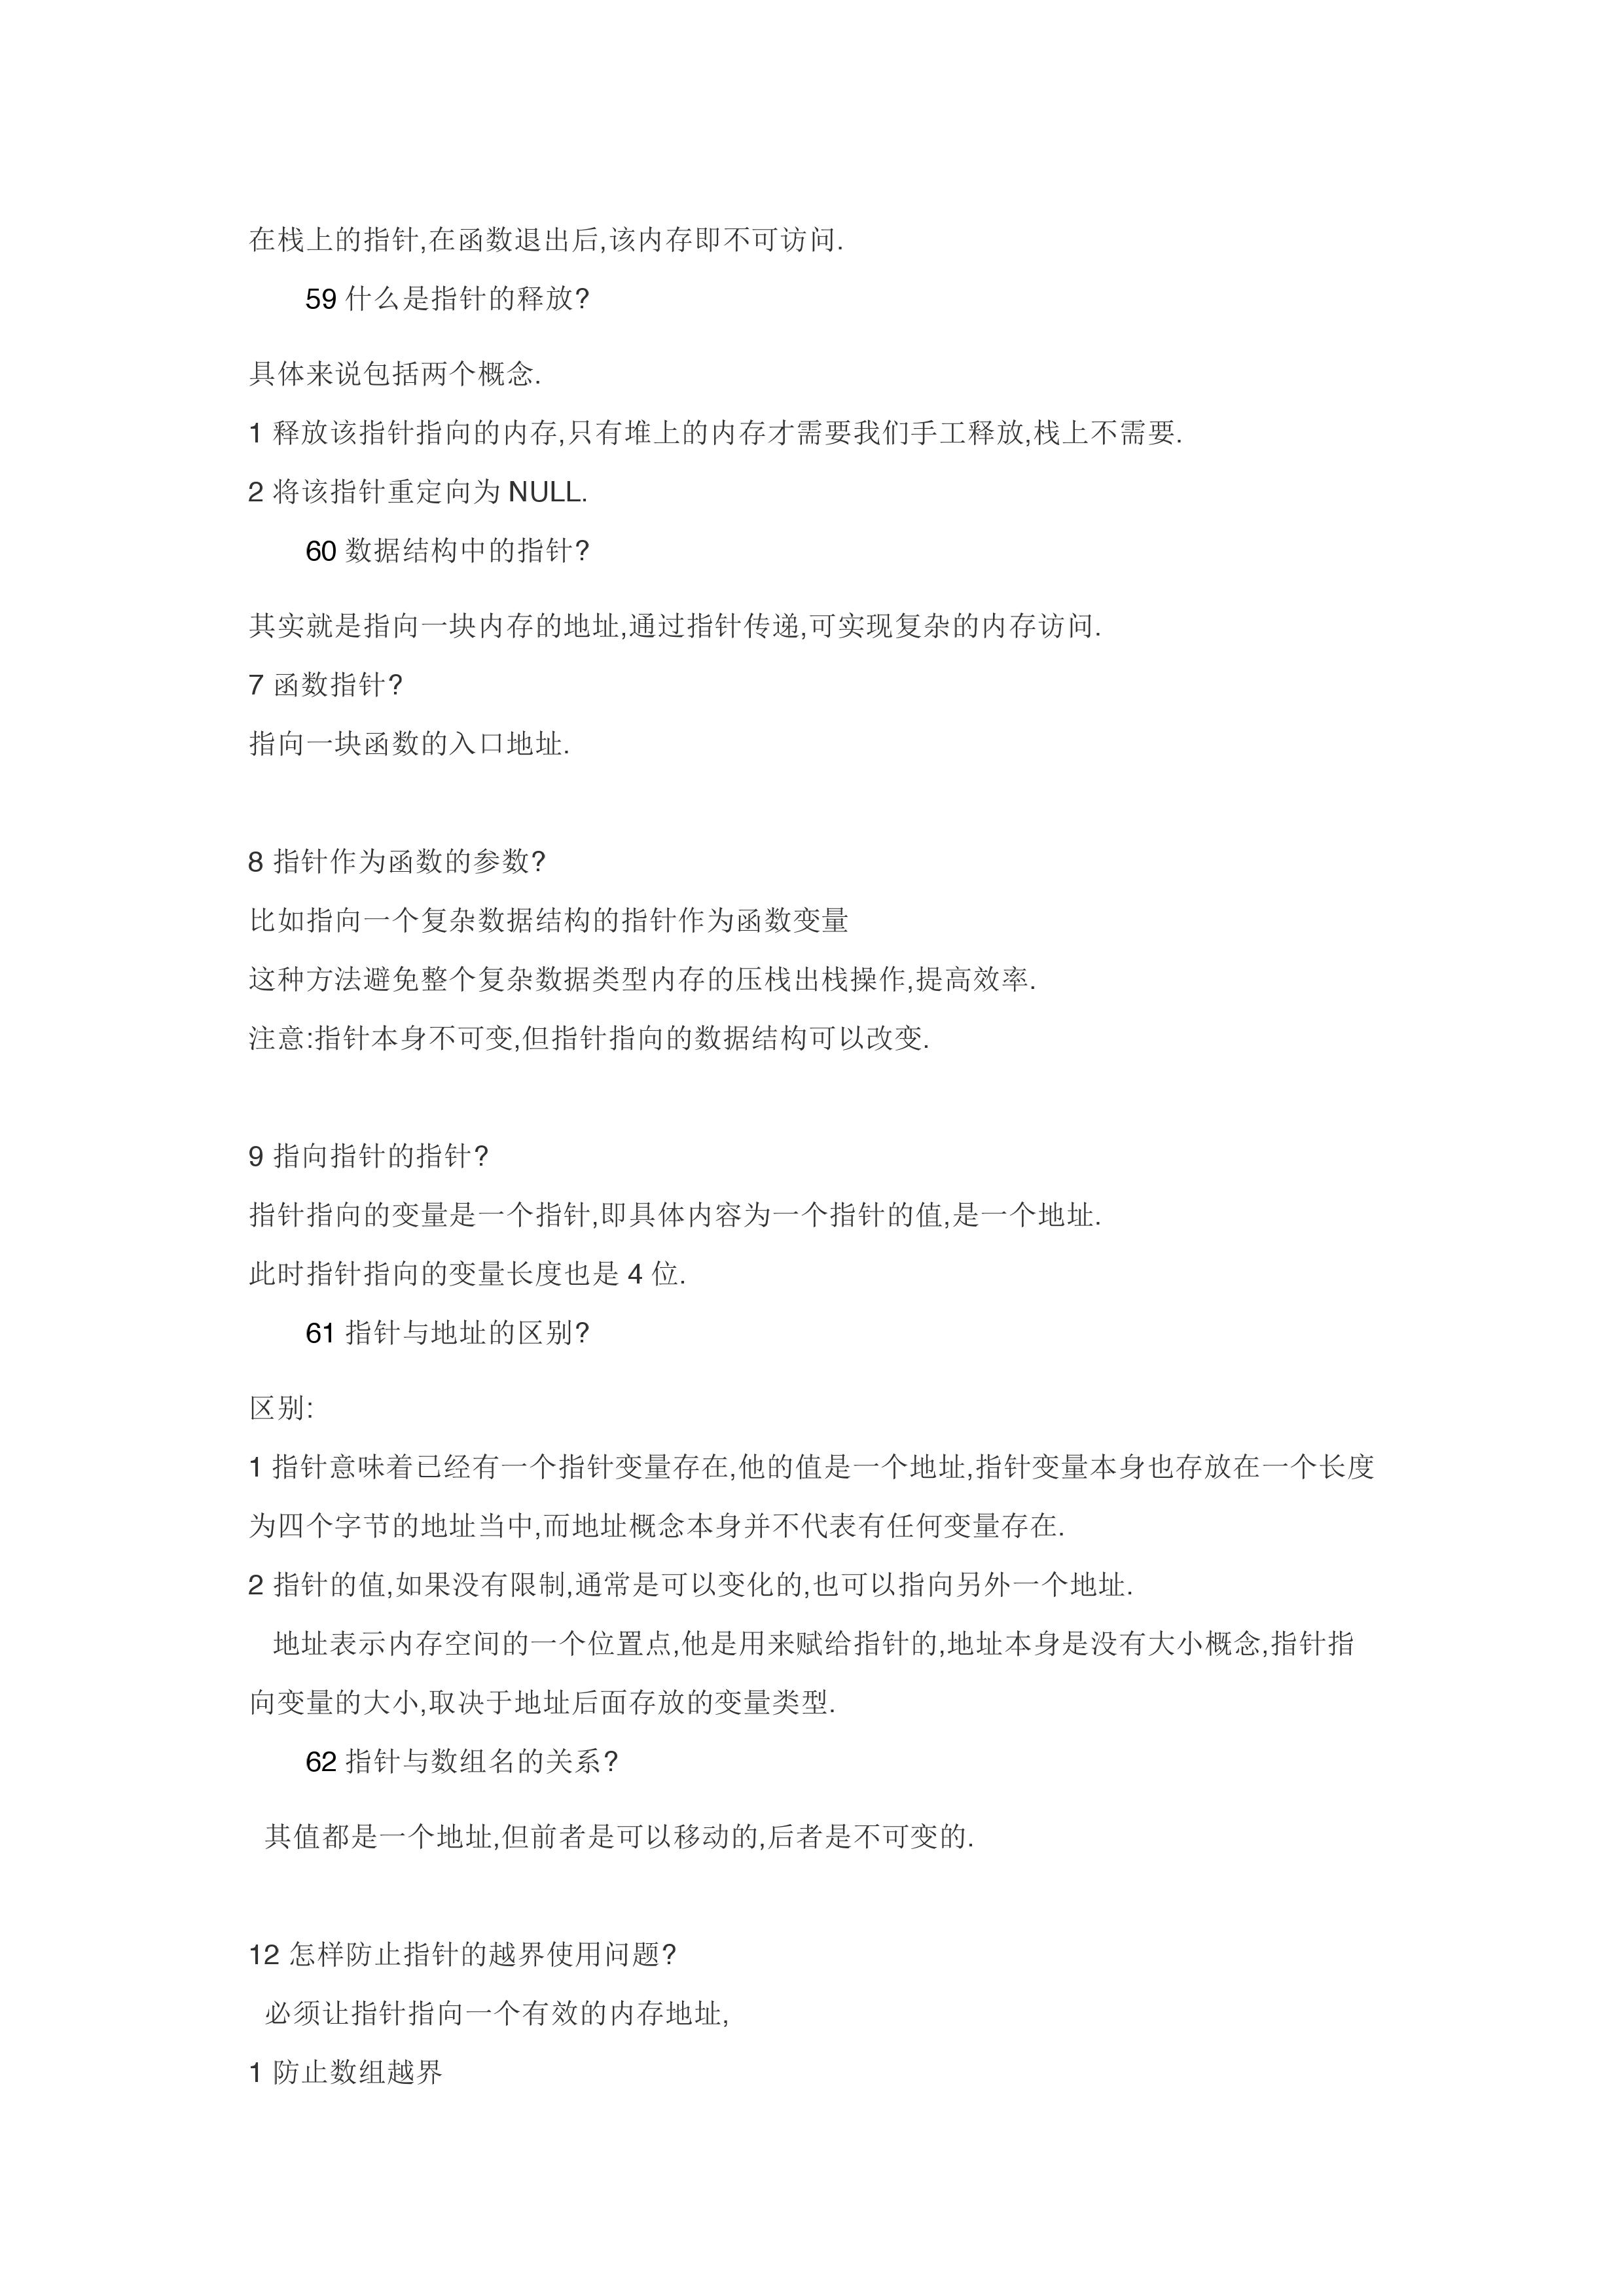 在栈上的指针,在函数退出后,该内存即不可访问.
59 什么是指针的释放?
具体来说包括两个概念.
1 释放该指针指向的内存,只有堆上的内存才需要我们手工释放,栈上不需要.
2 将该指针重定向为 NULL.
60 数据结构中的指针?
其实就是指向一块内存的地址,通过指针传递,可实现复杂的内存访问.
7 函数指针?
指向一块函数的入口地址.
8 指针作为函数的参数?
比如指向一个复杂数据结构的指针作为函数变量
这种方法避免整个复杂数据类型内存的压栈出栈操作,提高效率.
注意:指针本身不可变,但指针指向的数据结构可以改变.
9 指向指针的指针?
指针指向的变量是一个指针,即具体内容为一个指针的值,是一个地址.
此时指针指向的变量长度也是 4 位.
61 指针与地址的区别?
区别:
1 指针意味着已经有一个指针变量存在,他的值是一个地址,指针变量本身也存放在一个长度
为四个字节的地址当中,而地址概念本身并不代表有任何变量存在.
2 指针的值,如果没有限制,通常是可以变化的,也可以指向另外一个地址.
地址表示内存空间的一个位置点,他是用来赋给指针的,地址本身是没有大小概念,指针指
向变量的大小,取决于地址后面存放的变量类型.
62 指针与数组名的关系?
其值都是一个地址,但前者是可以移动的,后者是不可变的.
12 怎样防止指针的越界使用问题?
必须让指针指向一个有效的内存地址,
1 防止数组越界